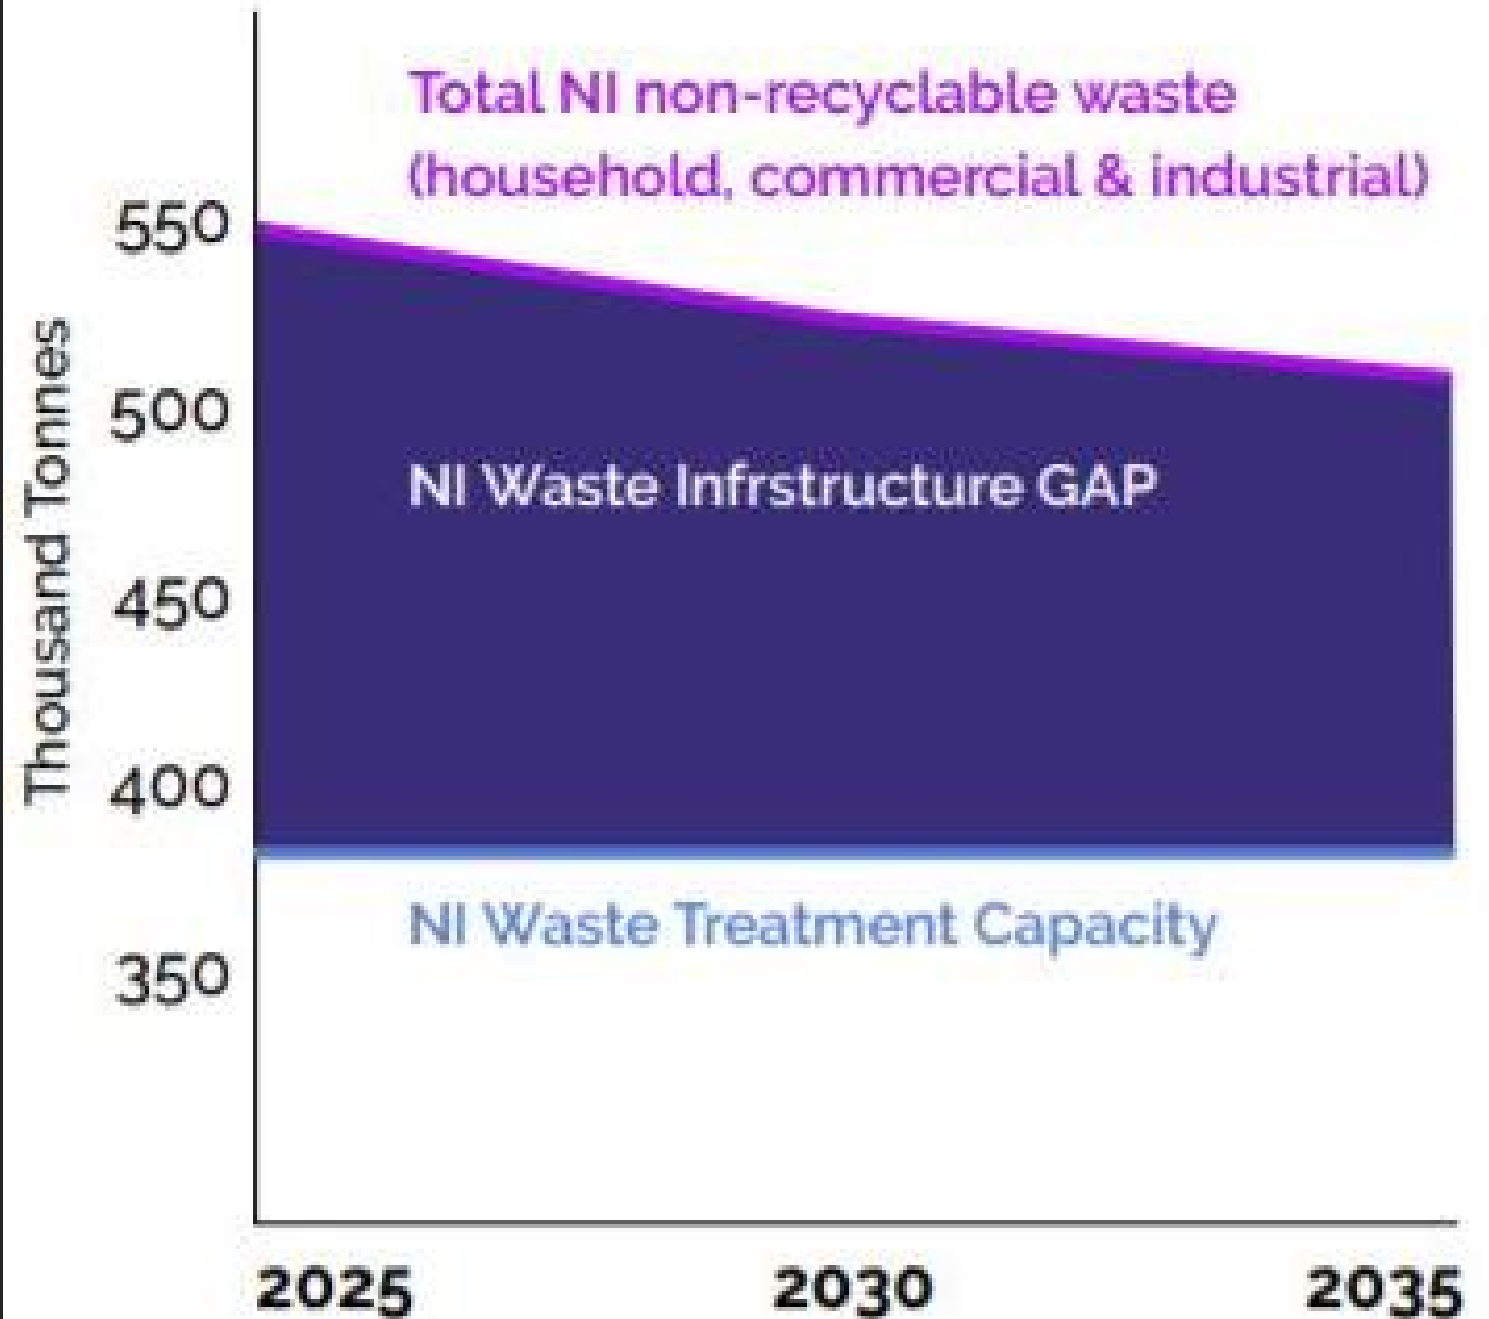 Total NI non-recyclable waste
(household, commercial & industrial)
550
500
450
400
350
Thousand Tonnes
NI Waste Infrstructure GAP
NI Waste Treatment Capacity
2025 2030 2035